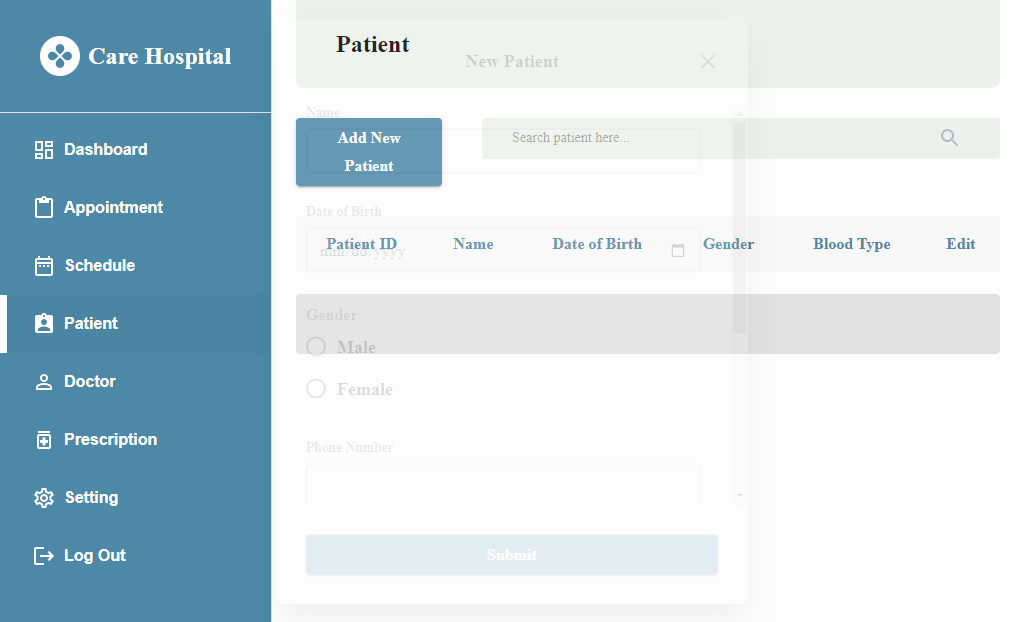 Care Hospital
Dashboard
Appointment
Schedule
Patient
Doctor
Prescription
Setting
Log Out
Patient
New Patient
Name
Add New
Patient
Search patient here...
Date of Birth
Patient ID Name Date of Birth Gender Blood Type Edit
mm/dd/yyyy
Gender
Male
Female
Phone Number
Submit